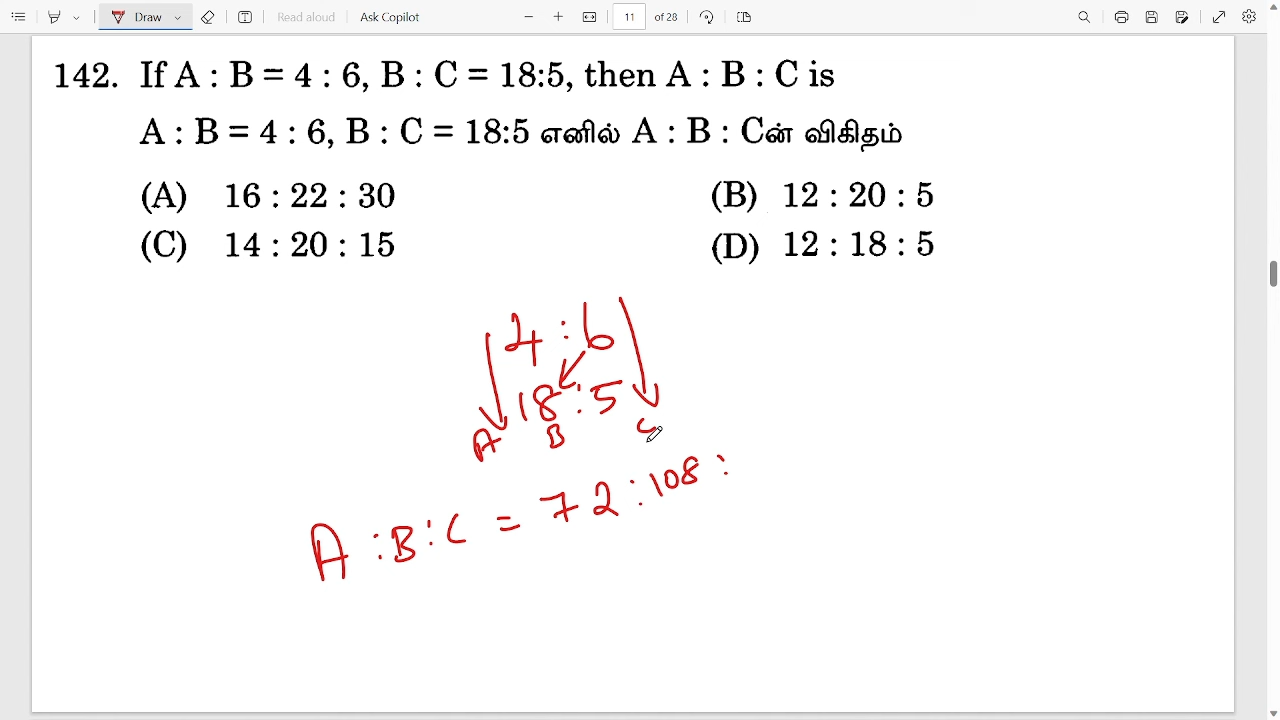 Draw
Read aloud
Ask Copilot
11
of 28
142. If A : B = 4 : 6, B : C = 18:5, then A : B : C is
A : B = 4 : 6, B : C = 18:5 எனில் A : B : Cன் விகிதம்
(A) 16 : 22 : 30
(B) 12 : 20 : 5
(C) 14 : 20 : 15
(D) 12 : 18 : 5
4 : 6
18 : 5
A B C
A : B : C = 72 : 108 :